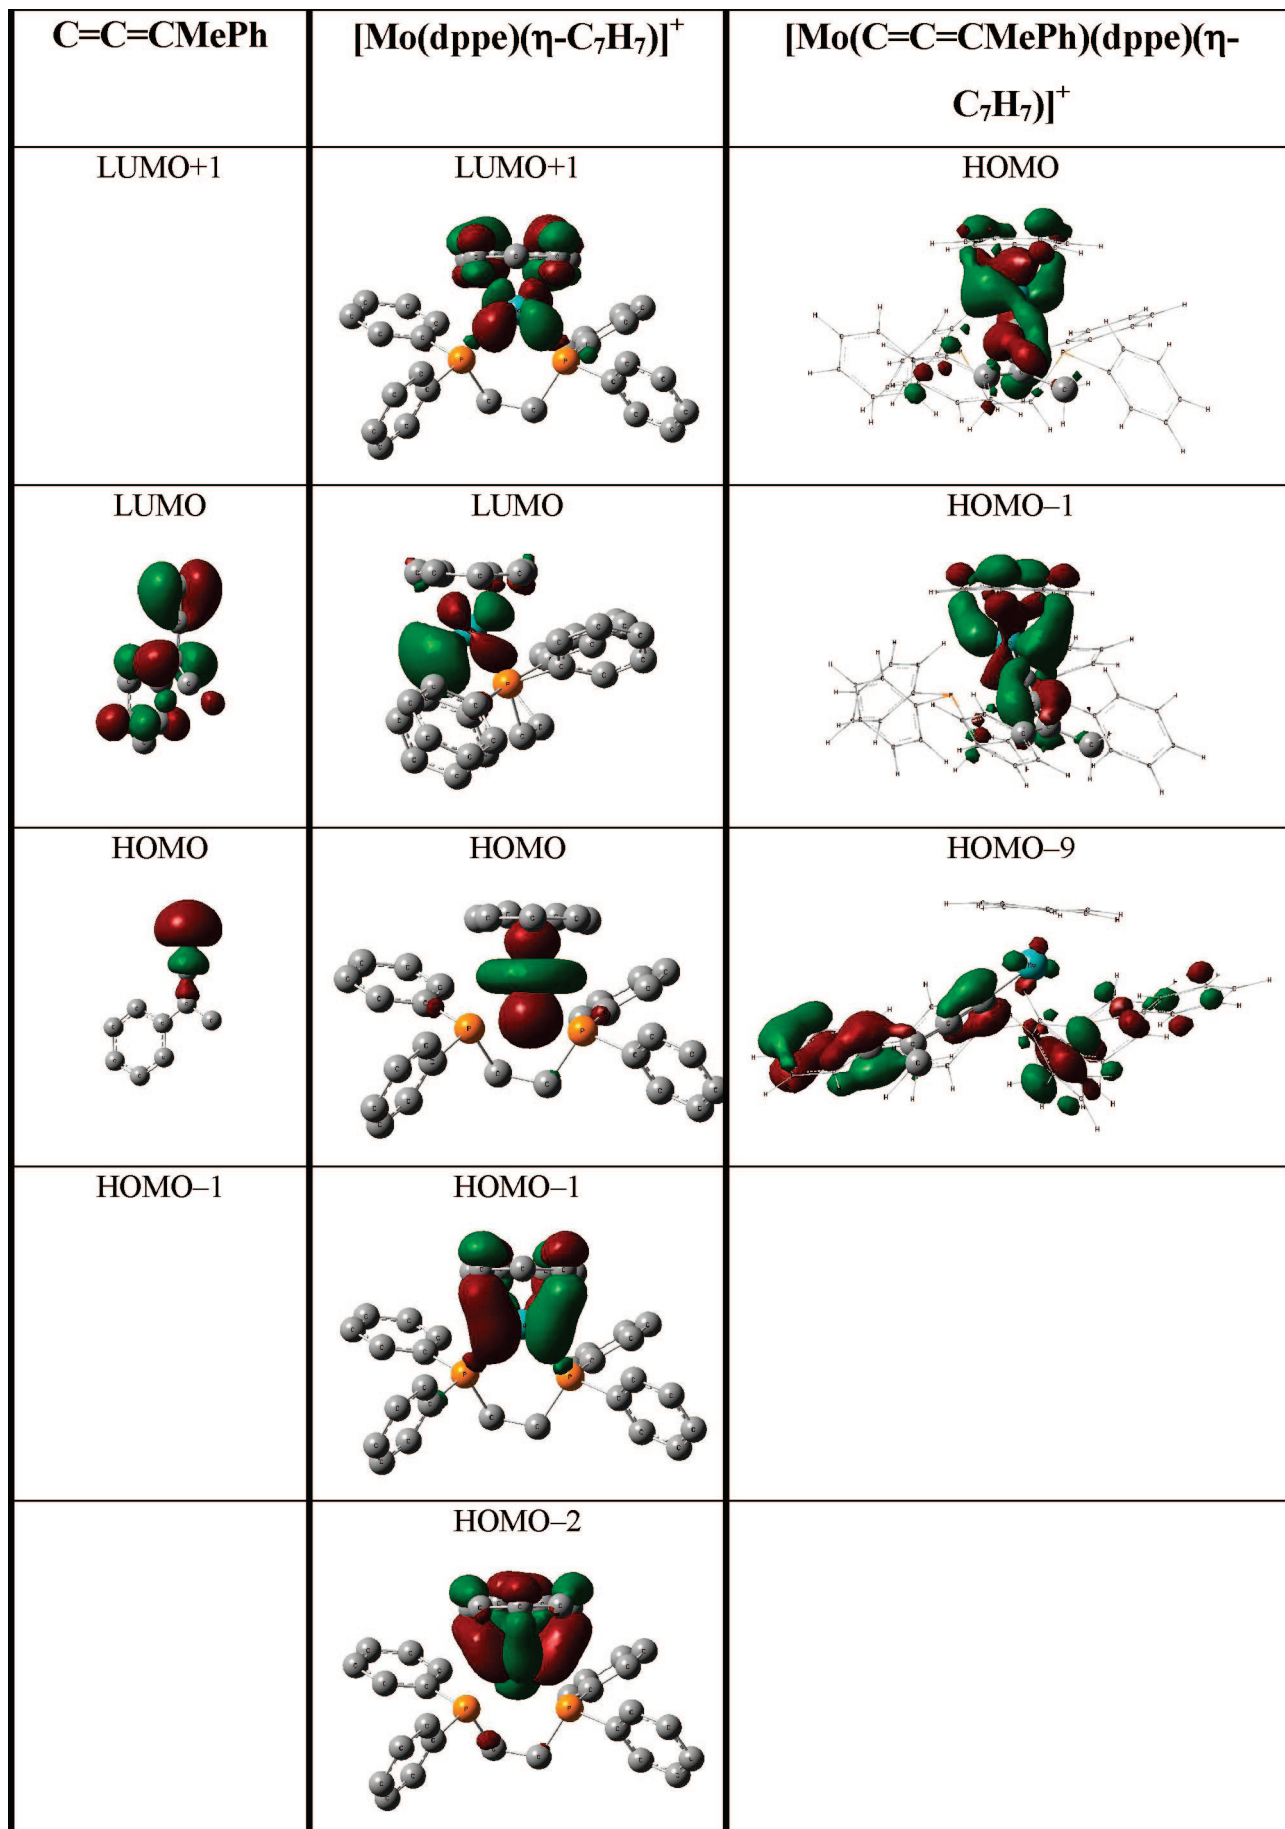 C=C=CMePh
[Mo(dppe)(η-C₇H₇)]⁺
[Mo(C=C=CMePh)(dppe)(η-
C₇H₇)]⁺
LUMO+1
LUMO+1
HOMO
LUMO
LUMO
HOMO–1
HOMO
HOMO
HOMO–9
HOMO–1
HOMO–1
HOMO–2